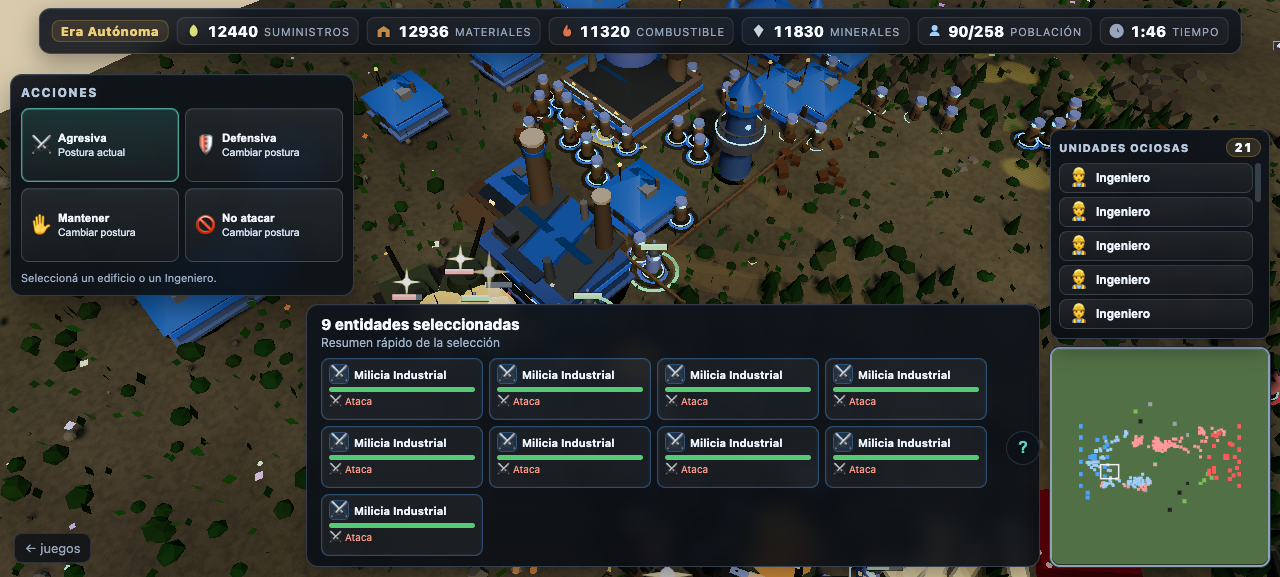 Era Autónoma
12440 SUMINISTROS
12936 MATERIALES
11320 COMBUSTIBLE
11830 MINERALES
90/258 POBLACIÓN
1:46 TIEMPO
ACCIONES
Agresiva
Postura actual
Defensiva
Cambiar postura
Mantener
Cambiar postura
No atacar
Cambiar postura
Seleccioná un edificio o un Ingeniero.
UNIDADES OCIOSAS 21
Ingeniero
Ingeniero
Ingeniero
Ingeniero
Ingeniero
9 entidades seleccionadas
Resumen rápido de la selección
Milicia Industrial
Ataca
Milicia Industrial
Ataca
Milicia Industrial
Ataca
Milicia Industrial
Ataca
Milicia Industrial
Ataca
Milicia Industrial
Ataca
Milicia Industrial
Ataca
Milicia Industrial
Ataca
Milicia Industrial
Ataca
?
← juegos